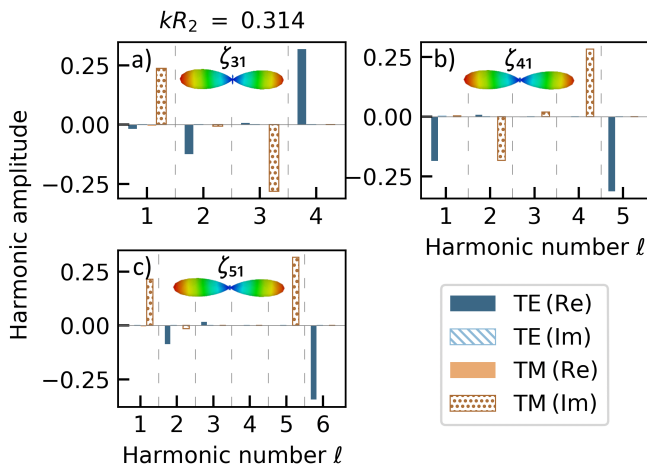 kR₂ = 0.314
a)
ζ₃₁
0.25
0.00
−0.25
1 2 3 4
b)
ζ₄₁
0.25
0.00
−0.25
1 2 3 4 5
Harmonic number ℓ
c)
ζ₅₁
0.25
0.00
−0.25
1 2 3 4 5 6
Harmonic number ℓ
Harmonic amplitude
TE (Re)
TE (Im)
TM (Re)
TM (Im)